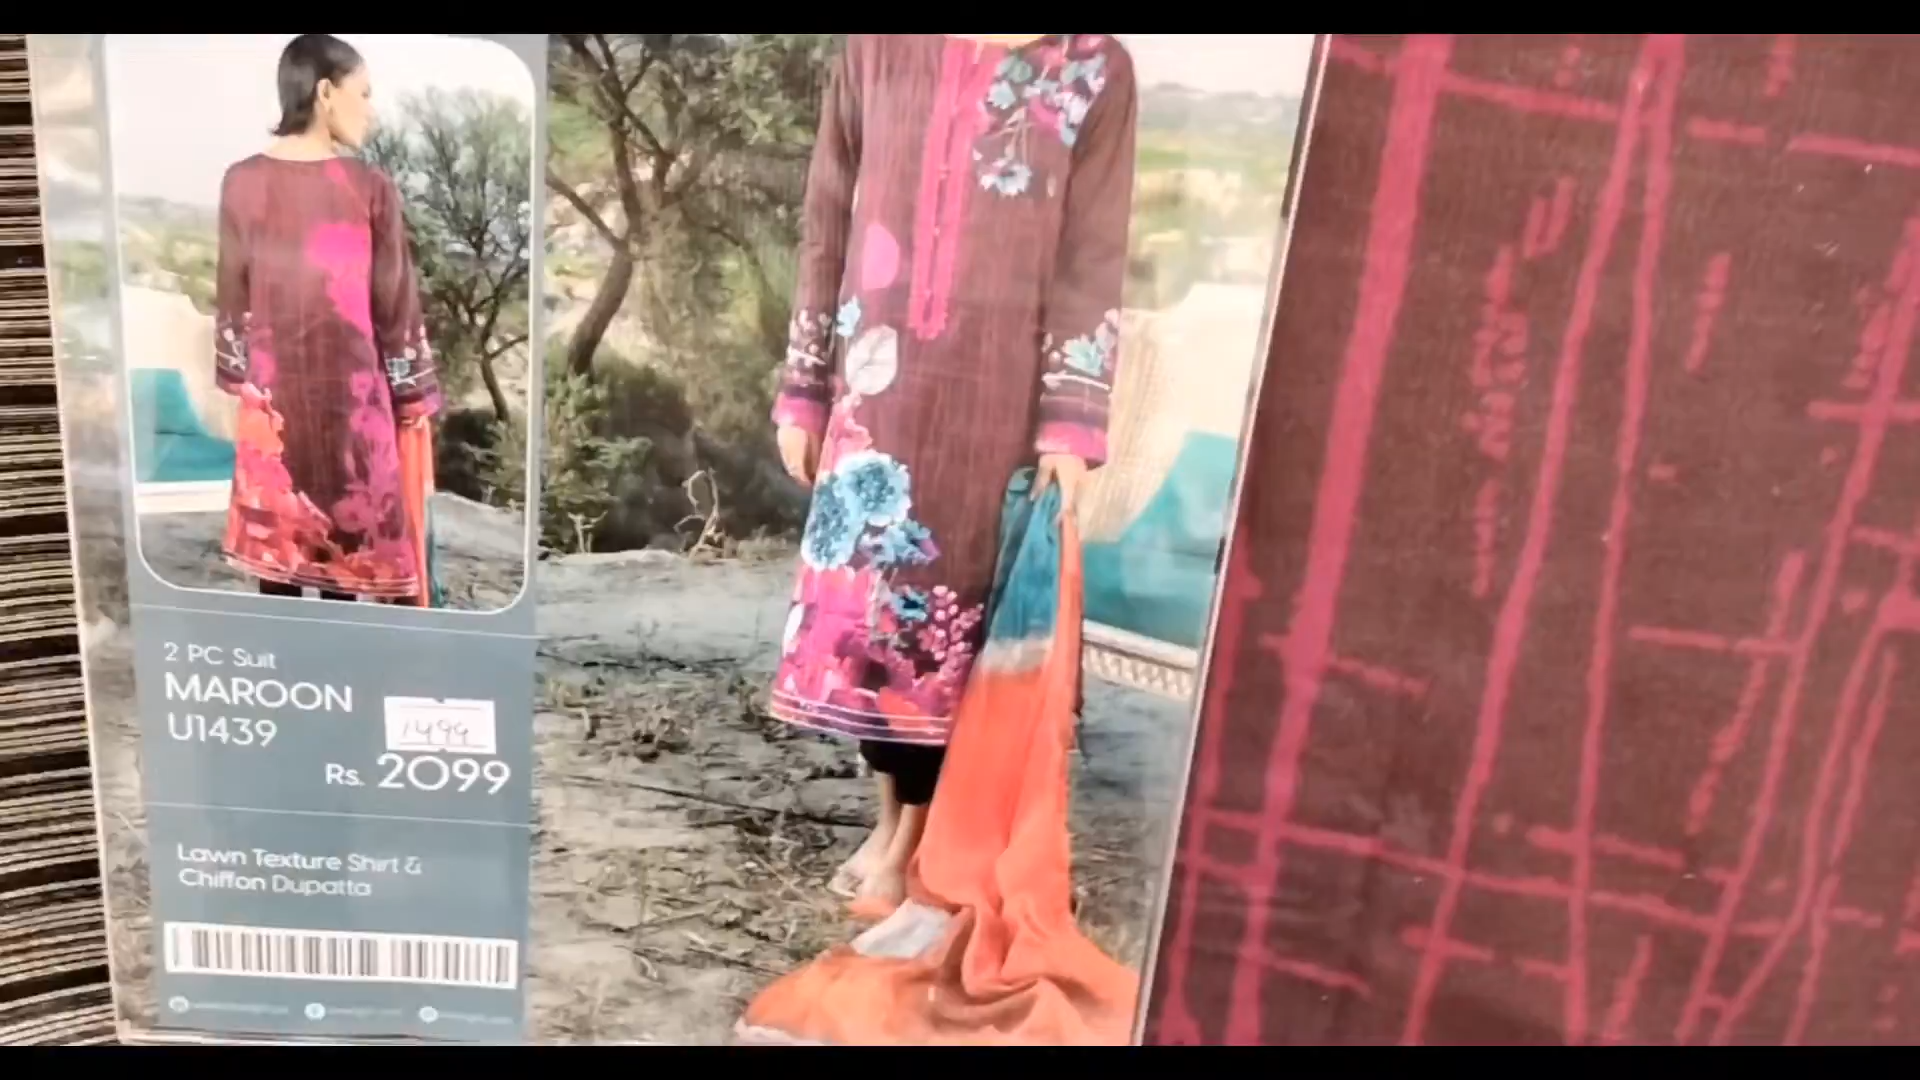 2 PC Suit
MAROON
U1439
1499
Rs. 2099
Lawn Texture Shirt &
Chiffon Dupatta